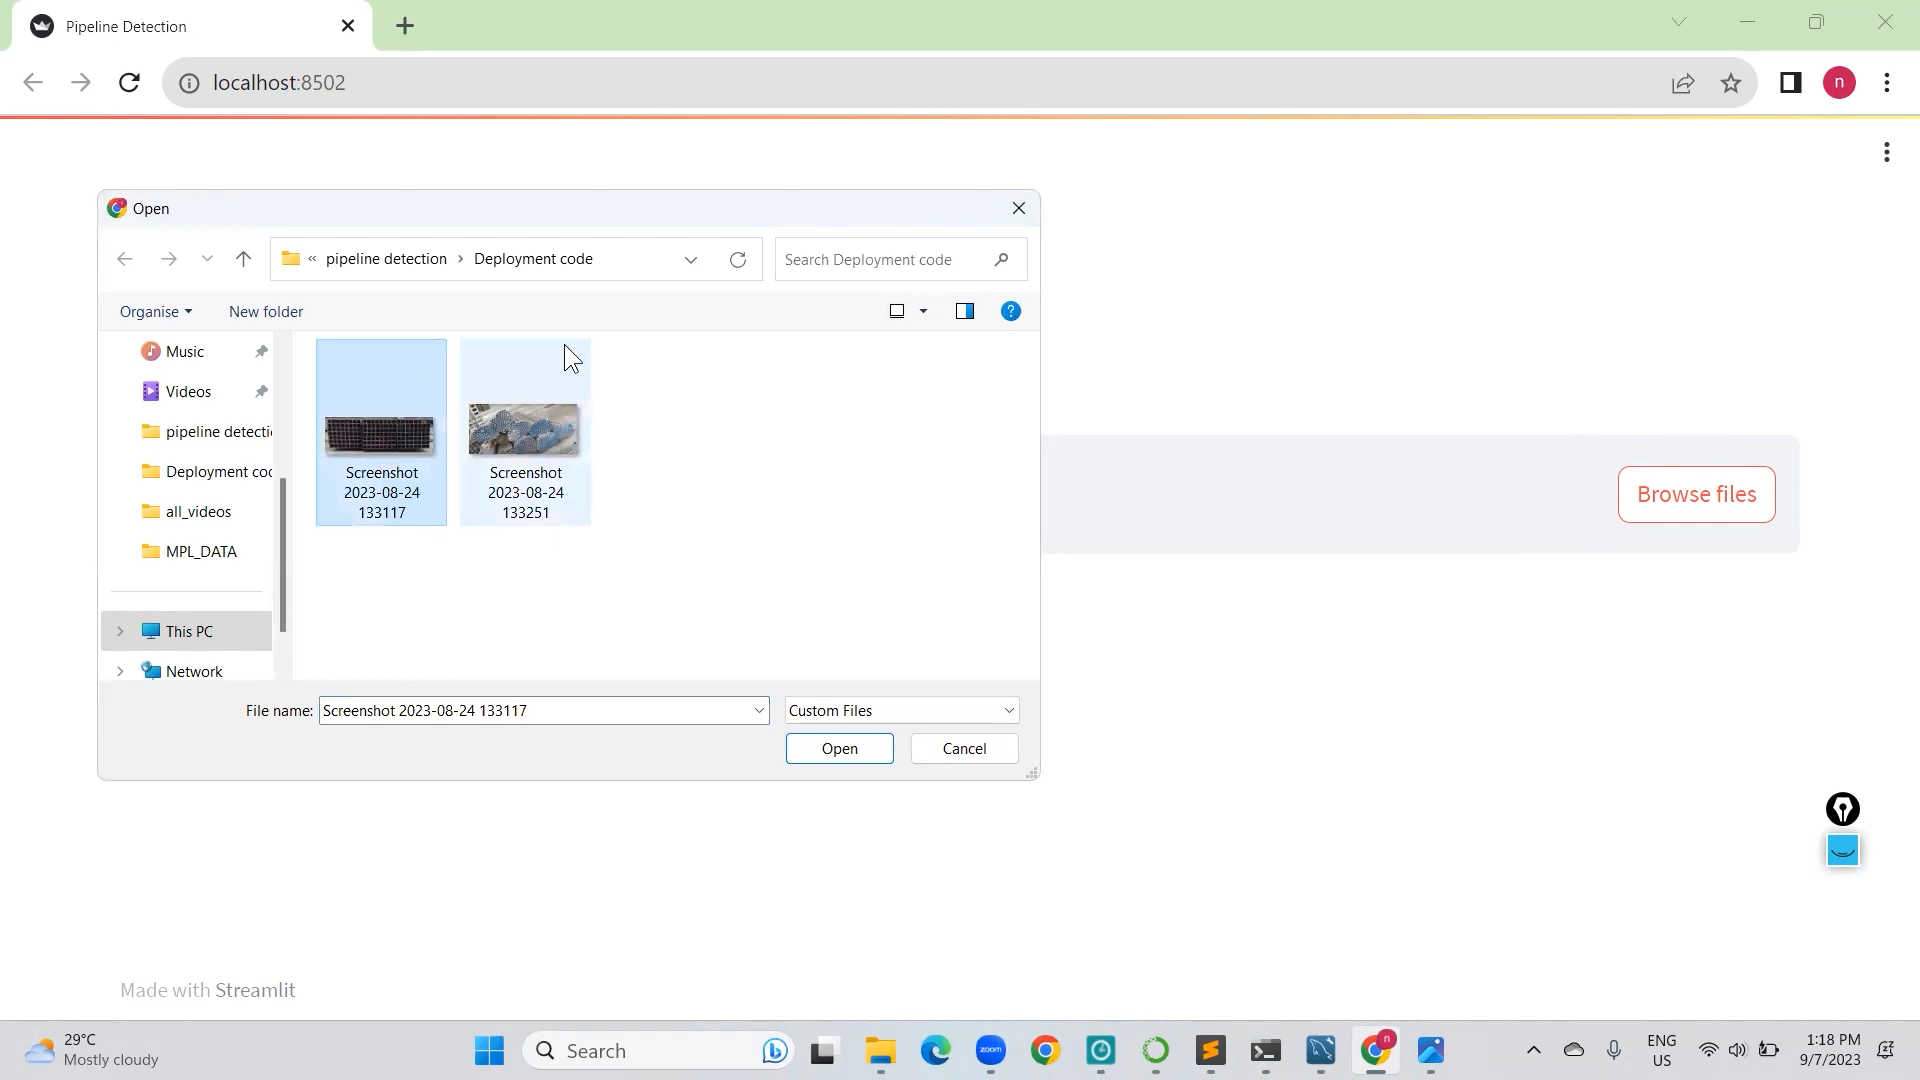 Pipeline Detection
localhost:8502
n
Open
« pipeline detection > Deployment code
Search Deployment code
Organise
New folder
?
Music
Videos
pipeline detecti
Deployment coc
all_videos
MPL_DATA
This PC
Network
Screenshot
2023-08-24
133117
Screenshot
2023-08-24
133251
File name:
Screenshot 2023-08-24 133117
Custom Files
Open
Cancel
Browse files
Made with Streamlit
29°C
Mostly cloudy
Search
zoom
n
ENG
US
1:18 PM
9/7/2023